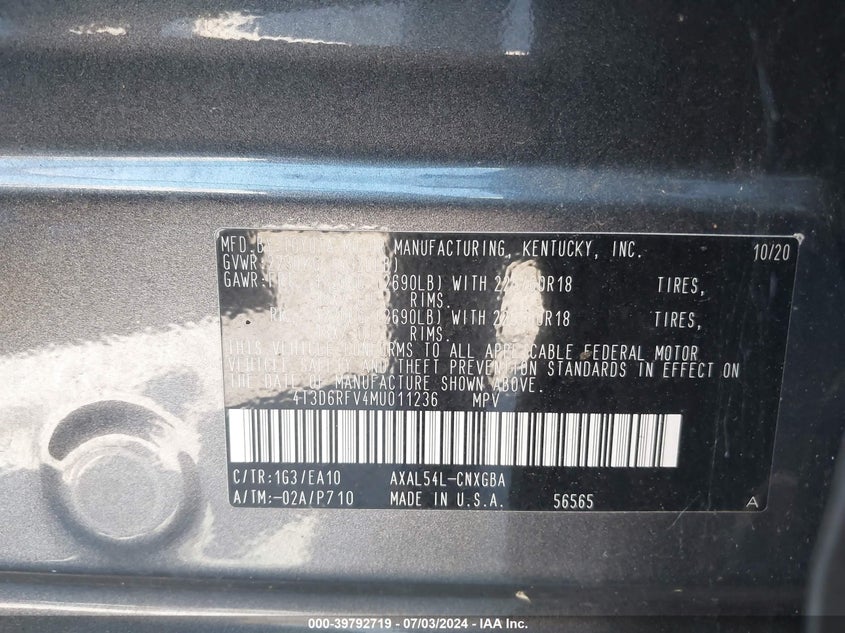 MFD. MANUFACTURING, KENTUCKY, INC. 10/20
GVWR:
GAWR: (2690LB) WITH TIRES,
RIMS.
(2690LB) WITH TIRES,
RIMS.
THIS VEHICLE CONFORMS TO ALL APPLICABLE FEDERAL MOTOR
VEHICLE AND THEFT PREVENTION STANDARDS IN EFFECT ON
THE DATE OF MANUFACTURE SHOWN ABOVE.
4T3D6RFV4MU011236 MPV
C/TR:1G3/EA10 AXAL54L-CNXGBA
A/TM:-02A/P710 MADE IN U.S.A. 56565 A
000-39792719 - 07/03/2024 - IAA Inc.